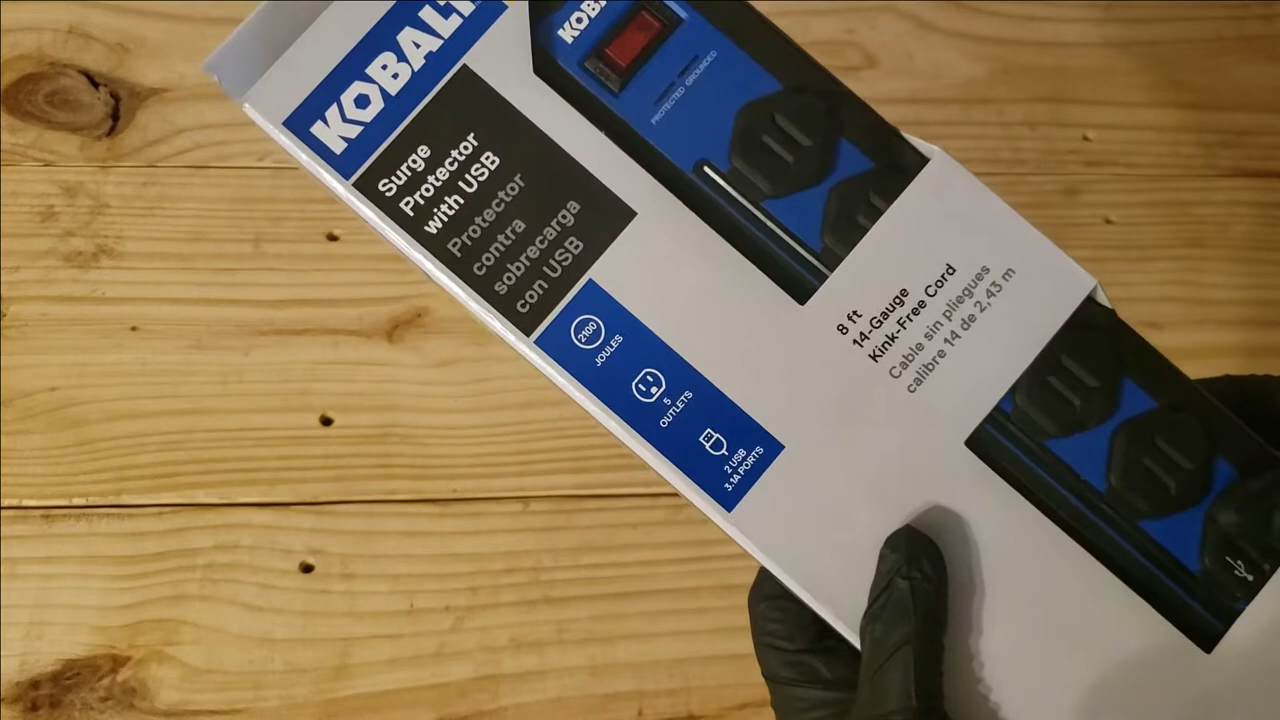 KOBALT
Surge
Protector
with USB
Protector
contra
sobrecarga
con USB
2100
JOULES
5
OUTLETS
2 USB
3.1A PORTS
PROTECTED GROUNDED
8 ft
14-Gauge
Kink-Free Cord
Cable sin pliegues
calibre 14 de 2,43 m